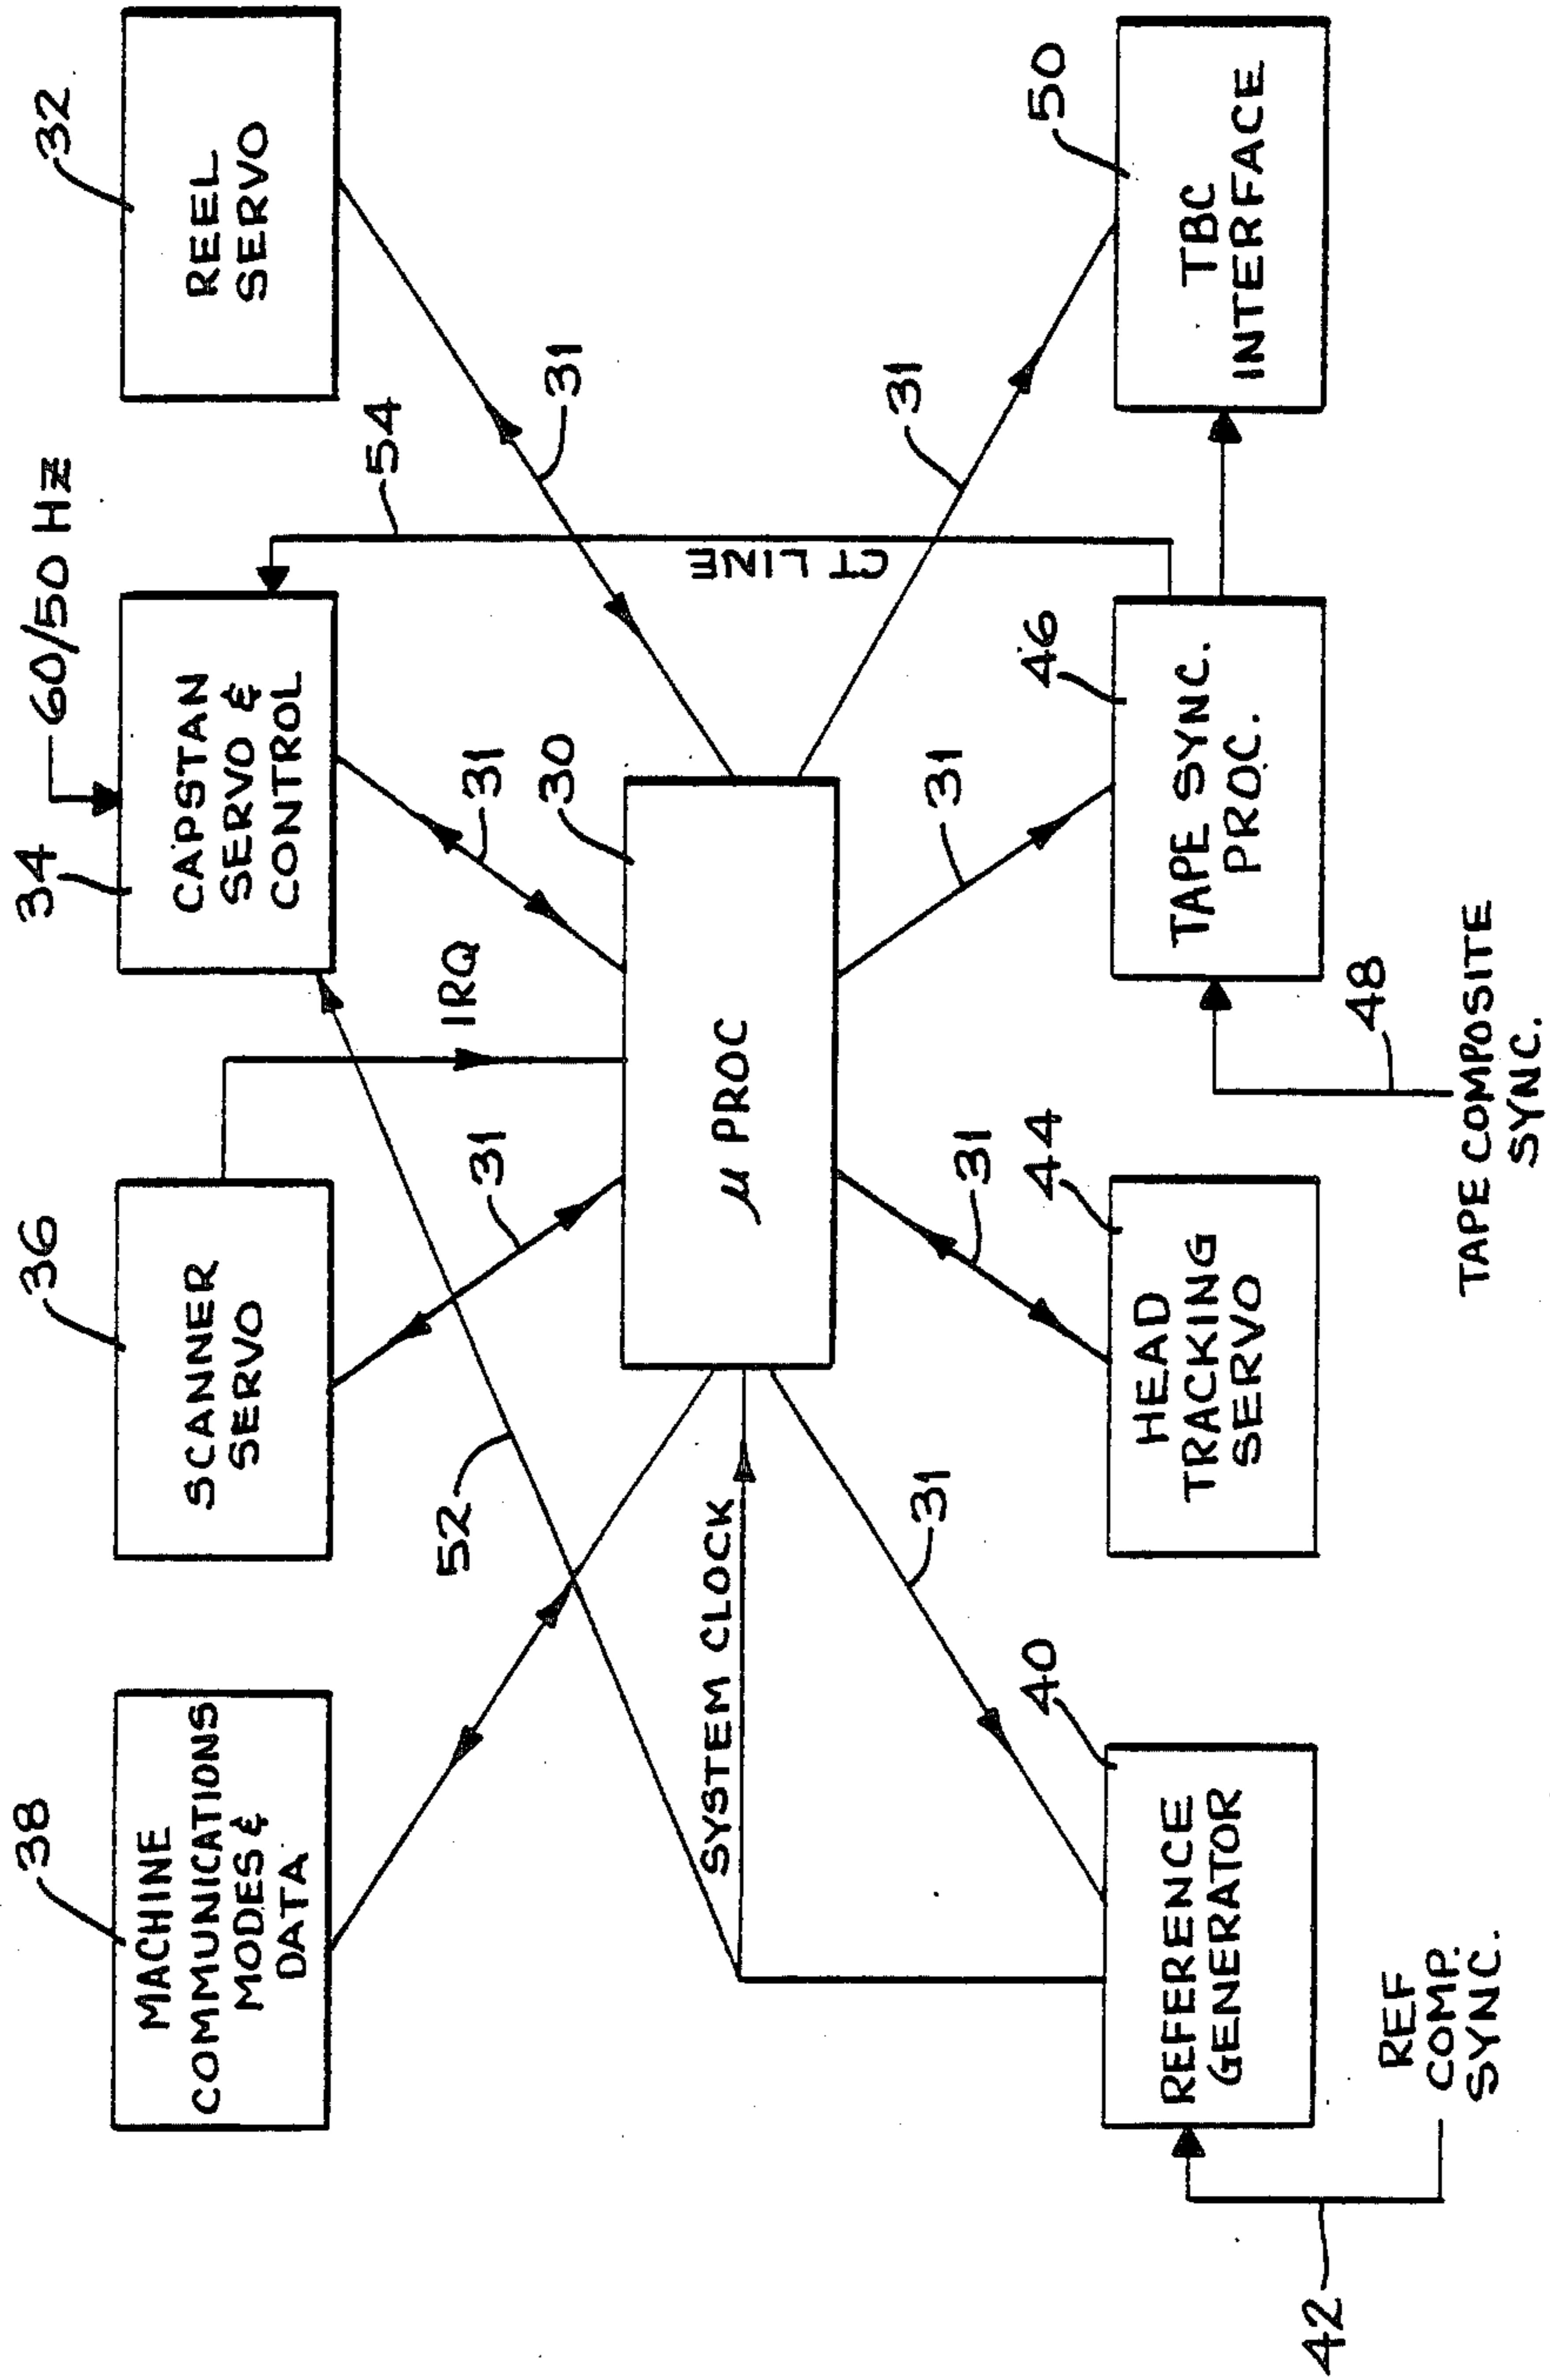 38
MACHINE
COMMUNICATIONS
MODES &
DATA
36
SCANNER
SERVO
34
60/50 Hz
CAPSTAN
SERVO &
CONTROL
32
REEL
SERVO
52
31
IRQ
31
54
31
30
SYSTEM CLOCK
μ PROC
CT LINE
31
31
31
31
40
REFERENCE
GENERATOR
44
HEAD
TRACKING
SERVO
46
TAPE SYNC.
PROC.
50
TBC
INTERFACE
42
REF
COMP.
SYNC.
48
TAPE COMPOSITE
SYNC.